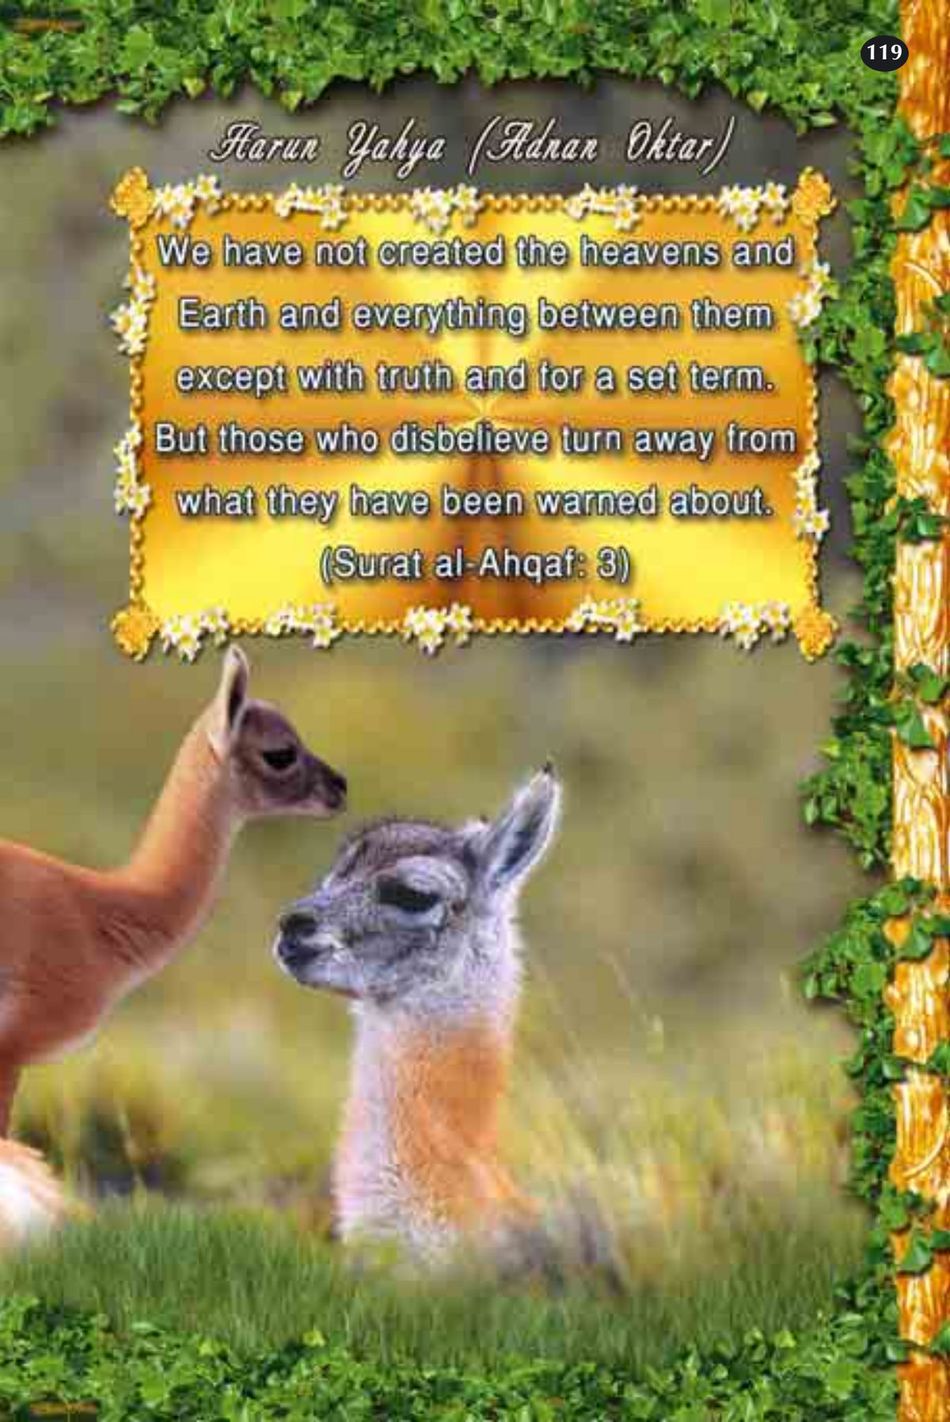 119
Harun Yahya (Adnan Oktar)
We have not created the heavens and
Earth and everything between them
except with truth and for a set term.
But those who disbelieve turn away from
what they have been warned about.
(Surat al-Ahqaf: 3)